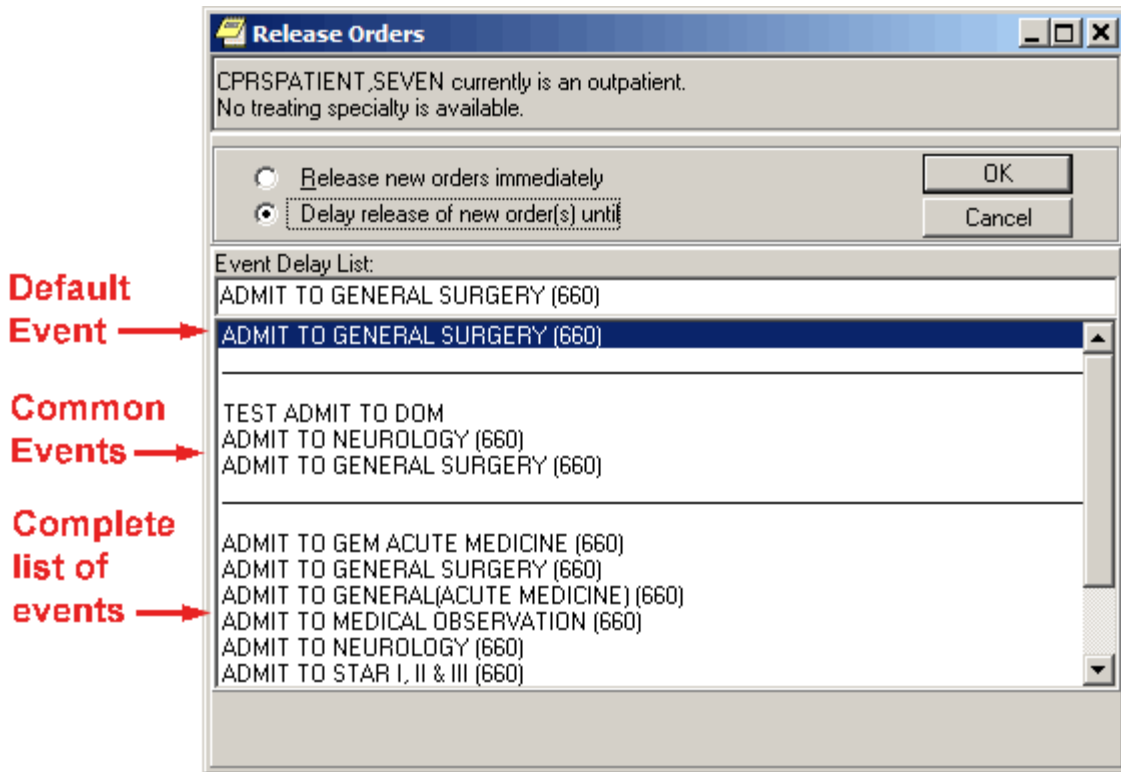 Release Orders
CPRSPATIENT,SEVEN currently is an outpatient.
No treating specialty is available.
Release new orders immediately
OK
Delay release of new order(s) until
Cancel
Event Delay List:
ADMIT TO GENERAL SURGERY (660)
Default
Event
ADMIT TO GENERAL SURGERY (660)
Common
Events
TEST ADMIT TO DOM
ADMIT TO NEUROLOGY (660)
ADMIT TO GENERAL SURGERY (660)
Complete
list of
events
ADMIT TO GEM ACUTE MEDICINE (660)
ADMIT TO GENERAL SURGERY (660)
ADMIT TO GENERAL(ACUTE MEDICINE) (660)
ADMIT TO MEDICAL OBSERVATION (660)
ADMIT TO NEUROLOGY (660)
ADMIT TO STAR I, II & III (660)